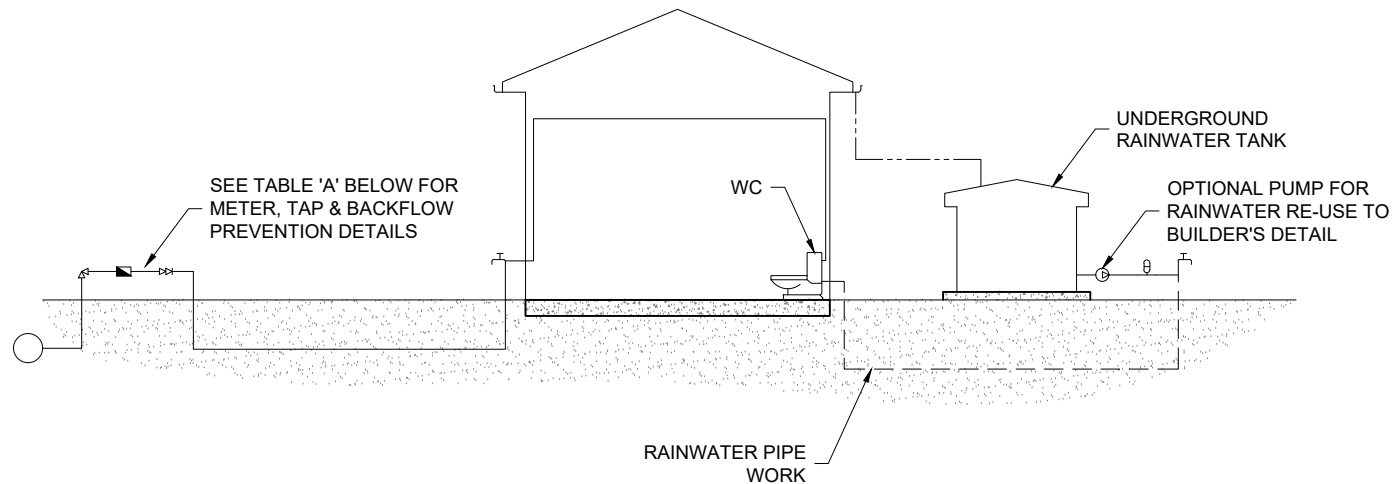 UNDERGROUND
RAINWATER TANK
SEE TABLE 'A' BELOW FOR
METER, TAP & BACKFLOW
PREVENTION DETAILS
WC
OPTIONAL PUMP FOR
RAINWATER RE-USE TO
BUILDER'S DETAIL
RAINWATER PIPE
WORK